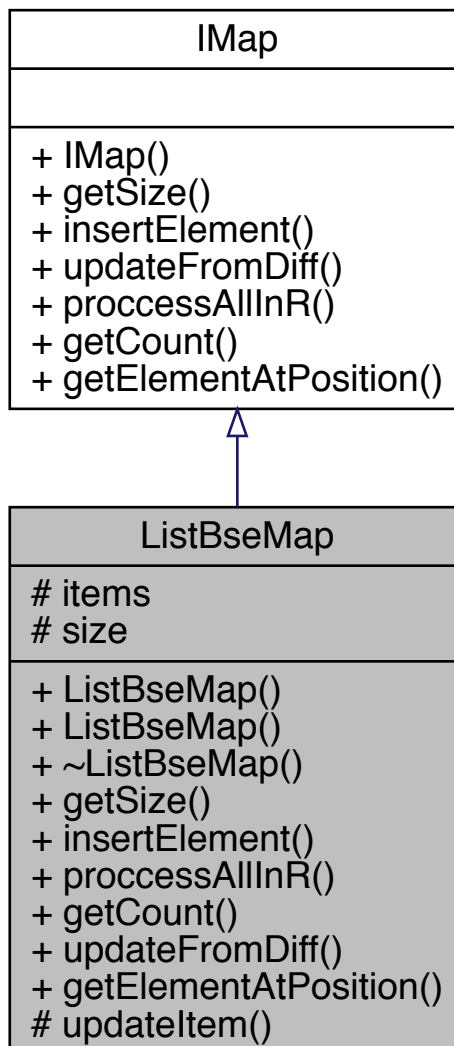 IMap
+ IMap()
+ getSize()
+ insertElement()
+ updateFromDiff()
+ proccessAllInR()
+ getCount()
+ getElementAtPosition()
ListBseMap
# items
# size
+ ListBseMap()
+ ListBseMap()
+ ~ListBseMap()
+ getSize()
+ insertElement()
+ proccessAllInR()
+ getCount()
+ updateFromDiff()
+ getElementAtPosition()
# updateItem()